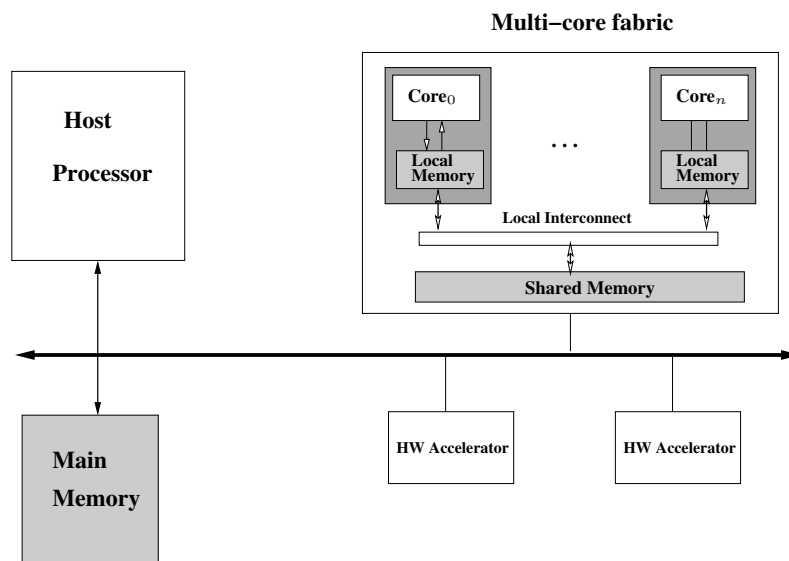 Multi−core fabric
Host
Processor
Core0
Local
Memory
...
Coren
Local
Memory
Local Interconnect
Shared Memory
HW Accelerator
HW Accelerator
Main
Memory